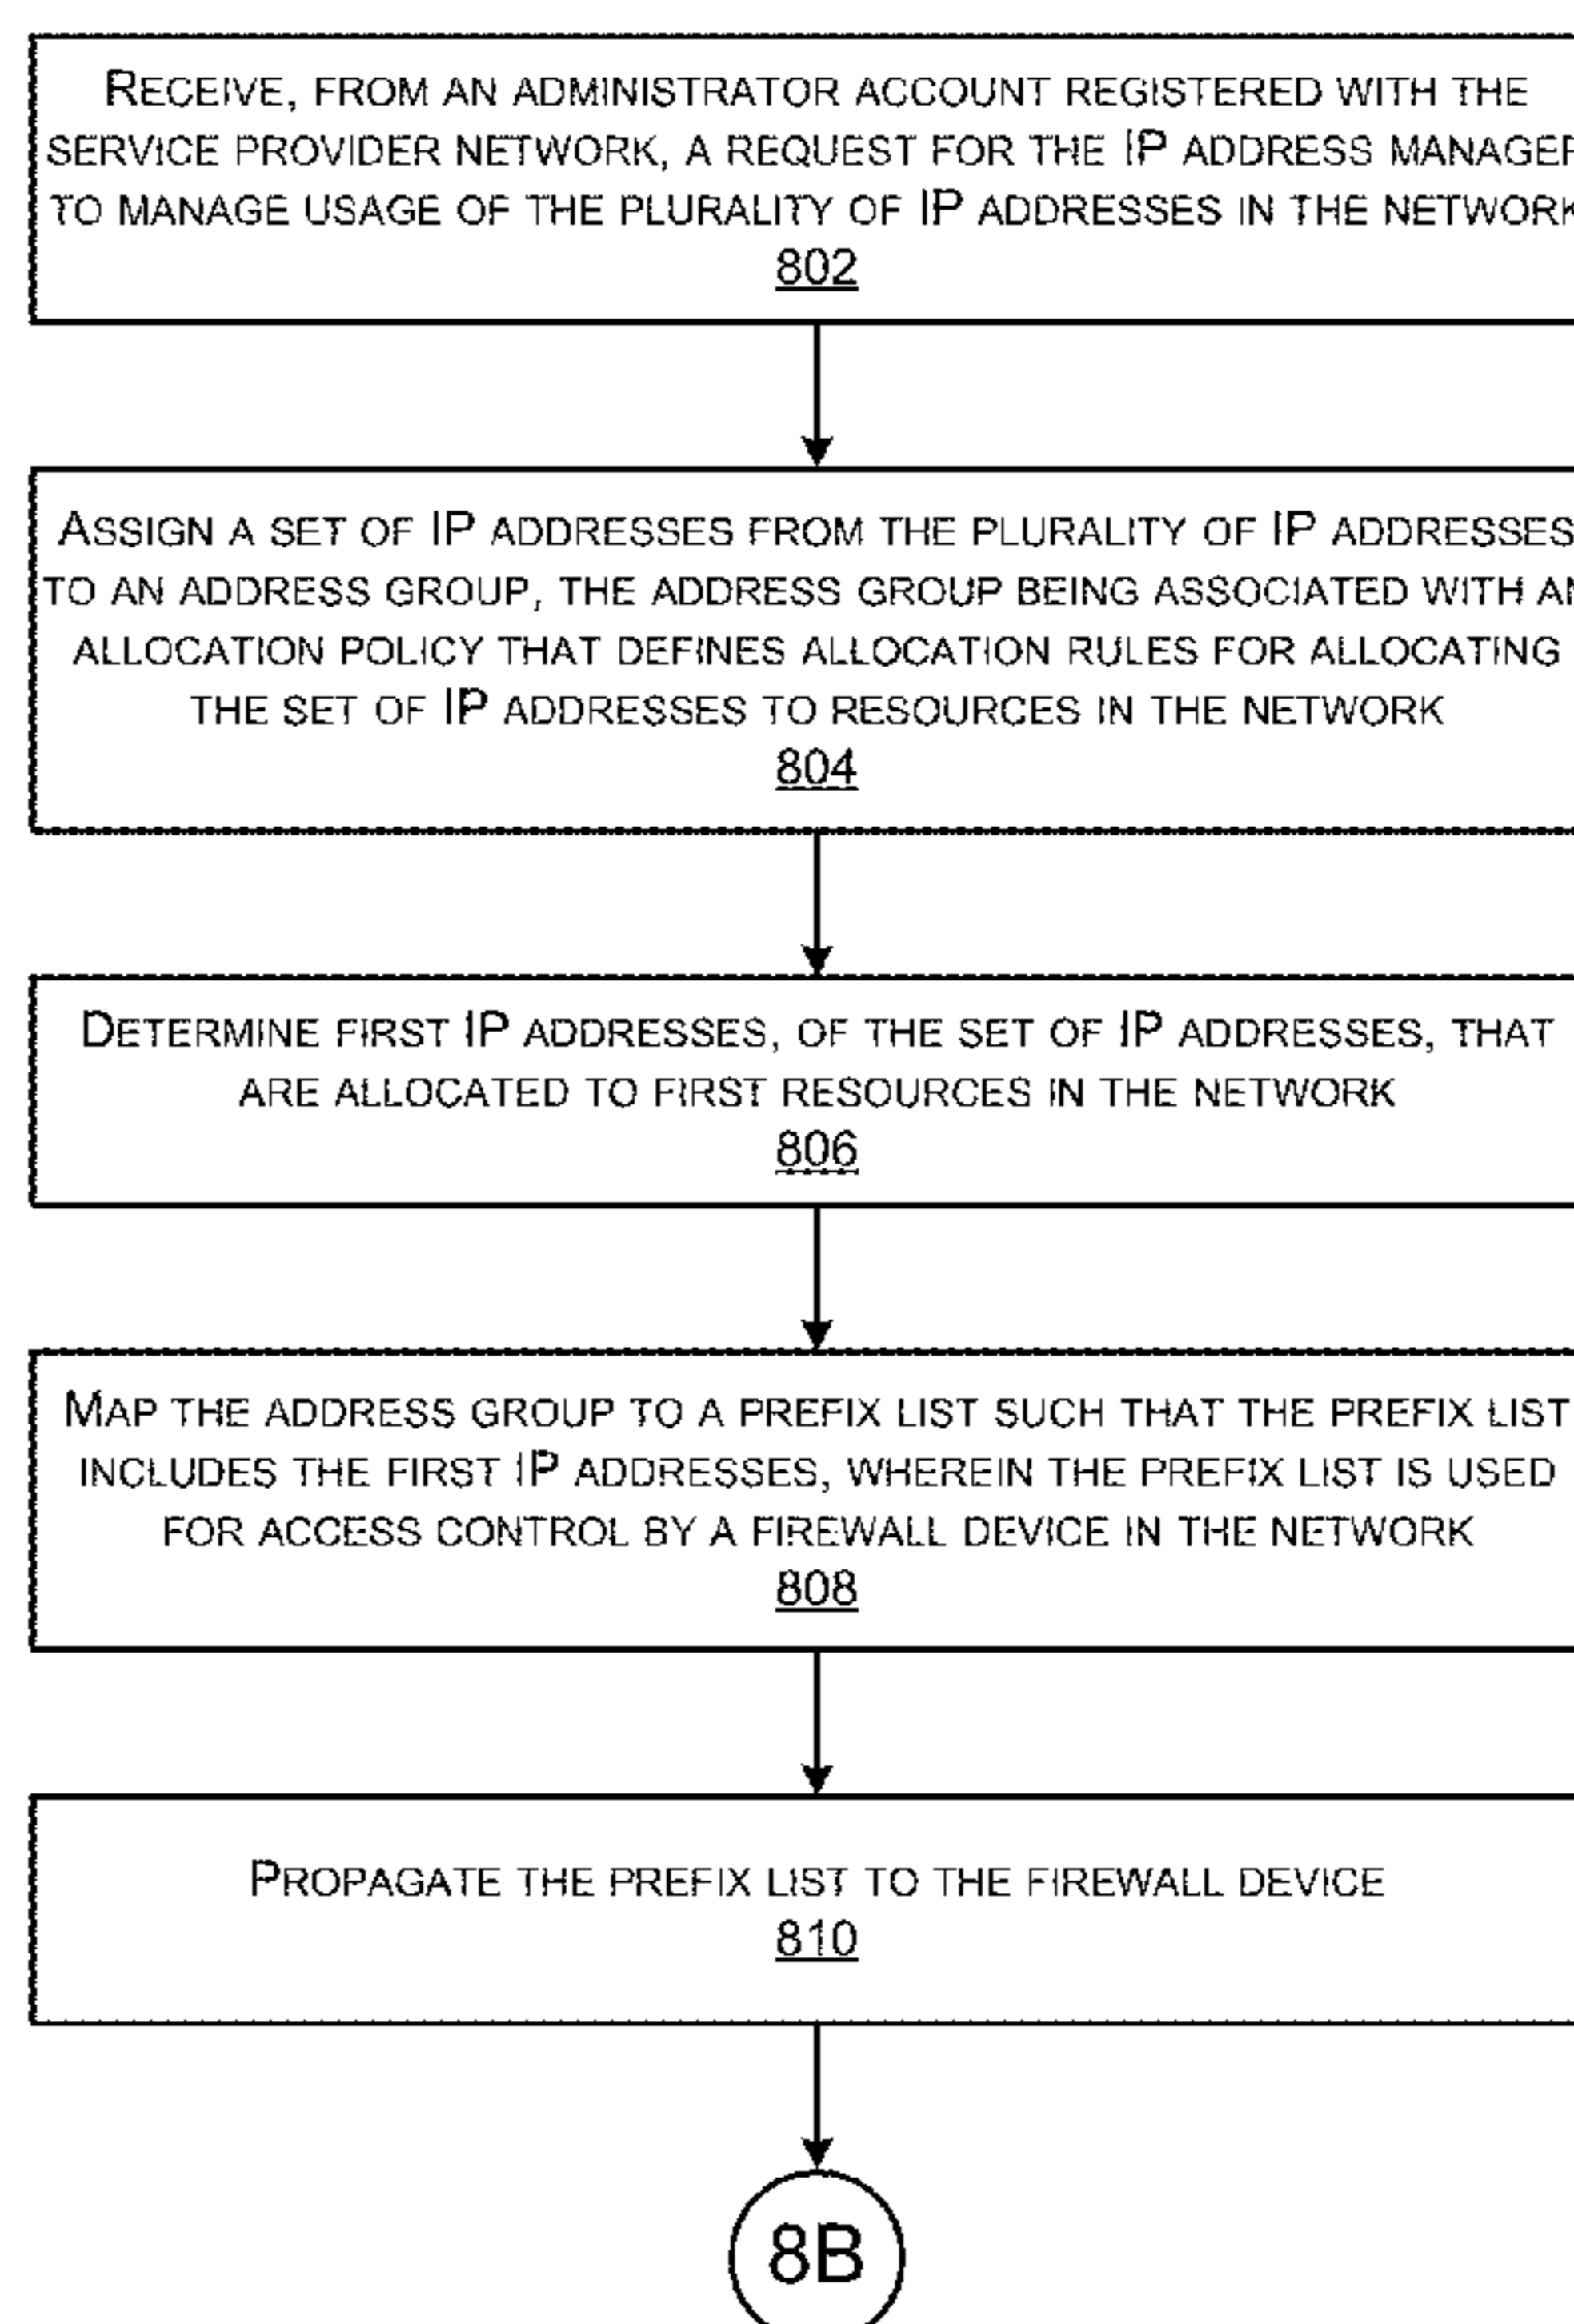 RECEIVE, FROM AN ADMINISTRATOR ACCOUNT REGISTERED WITH THE
SERVICE PROVIDER NETWORK, A REQUEST FOR THE IP ADDRESS MANAGER
TO MANAGE USAGE OF THE PLURALITY OF IP ADDRESSES IN THE NETWORK
802
ASSIGN A SET OF IP ADDRESSES FROM THE PLURALITY OF IP ADDRESSES
TO AN ADDRESS GROUP, THE ADDRESS GROUP BEING ASSOCIATED WITH AN
ALLOCATION POLICY THAT DEFINES ALLOCATION RULES FOR ALLOCATING
THE SET OF IP ADDRESSES TO RESOURCES IN THE NETWORK
804
DETERMINE FIRST IP ADDRESSES, OF THE SET OF IP ADDRESSES, THAT
ARE ALLOCATED TO FIRST RESOURCES IN THE NETWORK
806
MAP THE ADDRESS GROUP TO A PREFIX LIST SUCH THAT THE PREFIX LIST
INCLUDES THE FIRST IP ADDRESSES, WHEREIN THE PREFIX LIST IS USED
FOR ACCESS CONTROL BY A FIREWALL DEVICE IN THE NETWORK
808
PROPAGATE THE PREFIX LIST TO THE FIREWALL DEVICE
810
8B